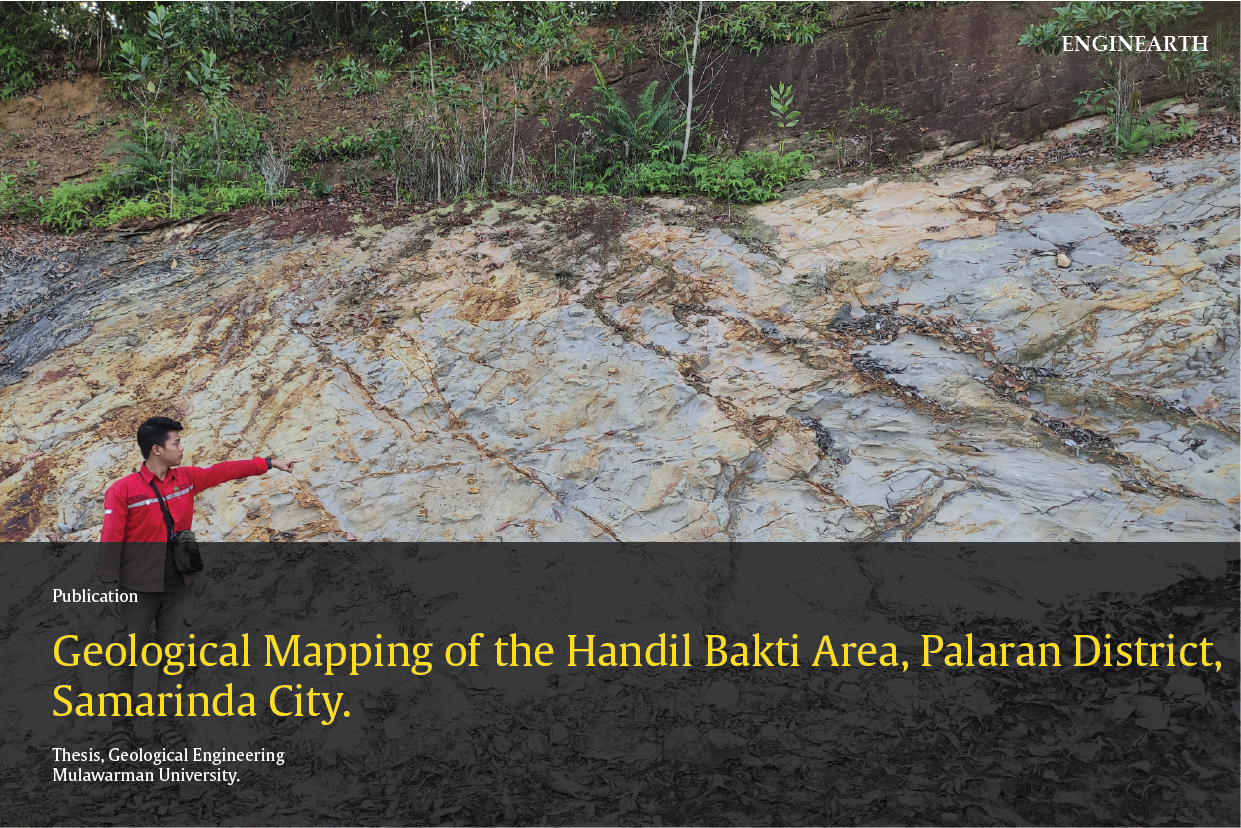 ENGINEARTH
Publication
Geological Mapping of the Handil Bakti Area, Palaran District,
Samarinda City.
Thesis, Geological Engineering
Mulawarman University.